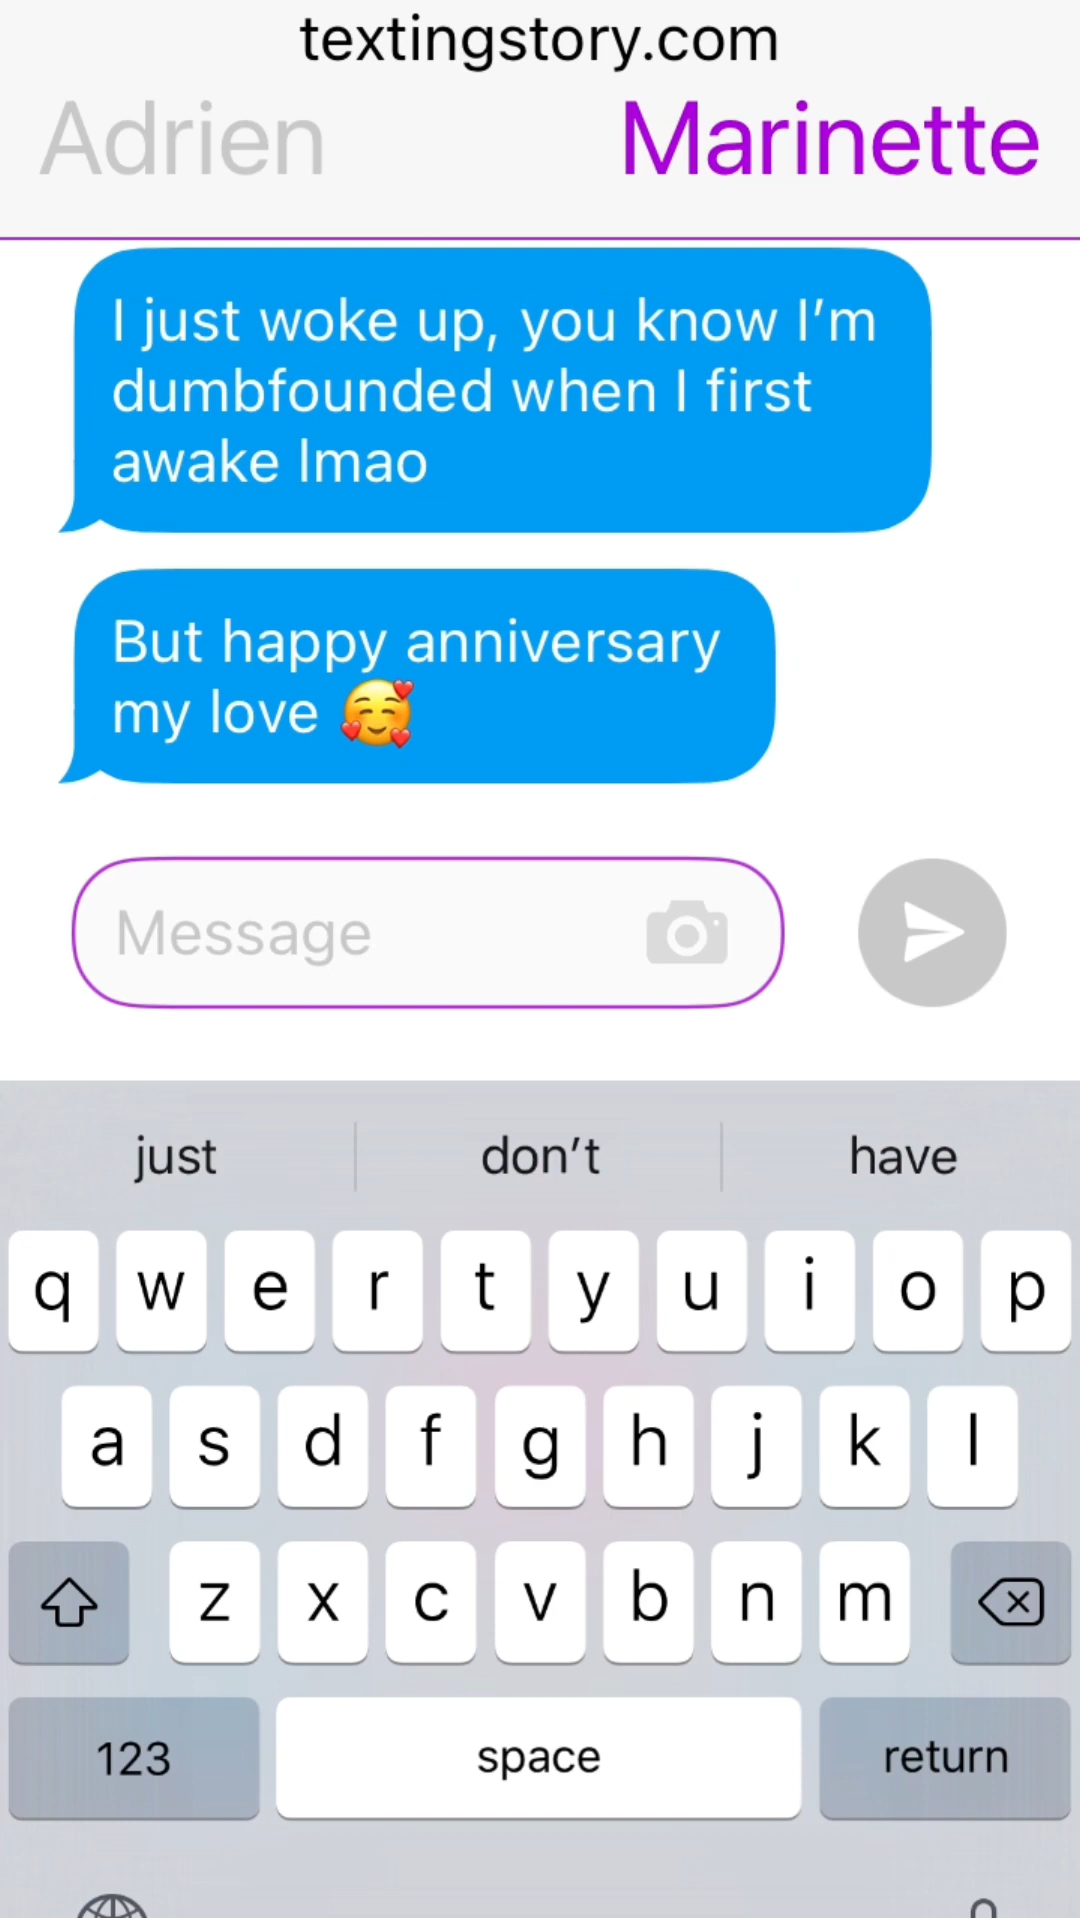 textingstory.com
Adrien Marinette
I just woke up, you know I’m
dumbfounded when I first
awake lmao
But happy anniversary
my love 🥰
Message
just don’t have
q w e r t y u i o p
a s d f g h j k l
z x c v b n m
123 space return